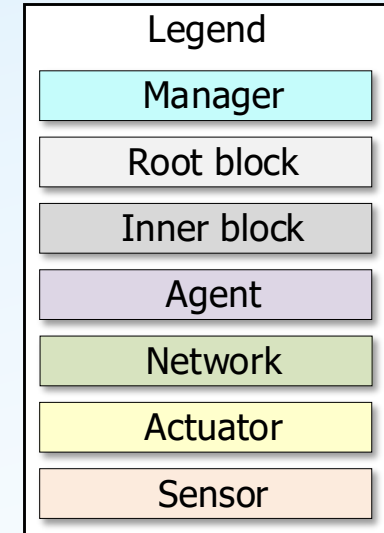 Legend
Manager
Root block
Inner block
Agent
Network
Actuator
Sensor